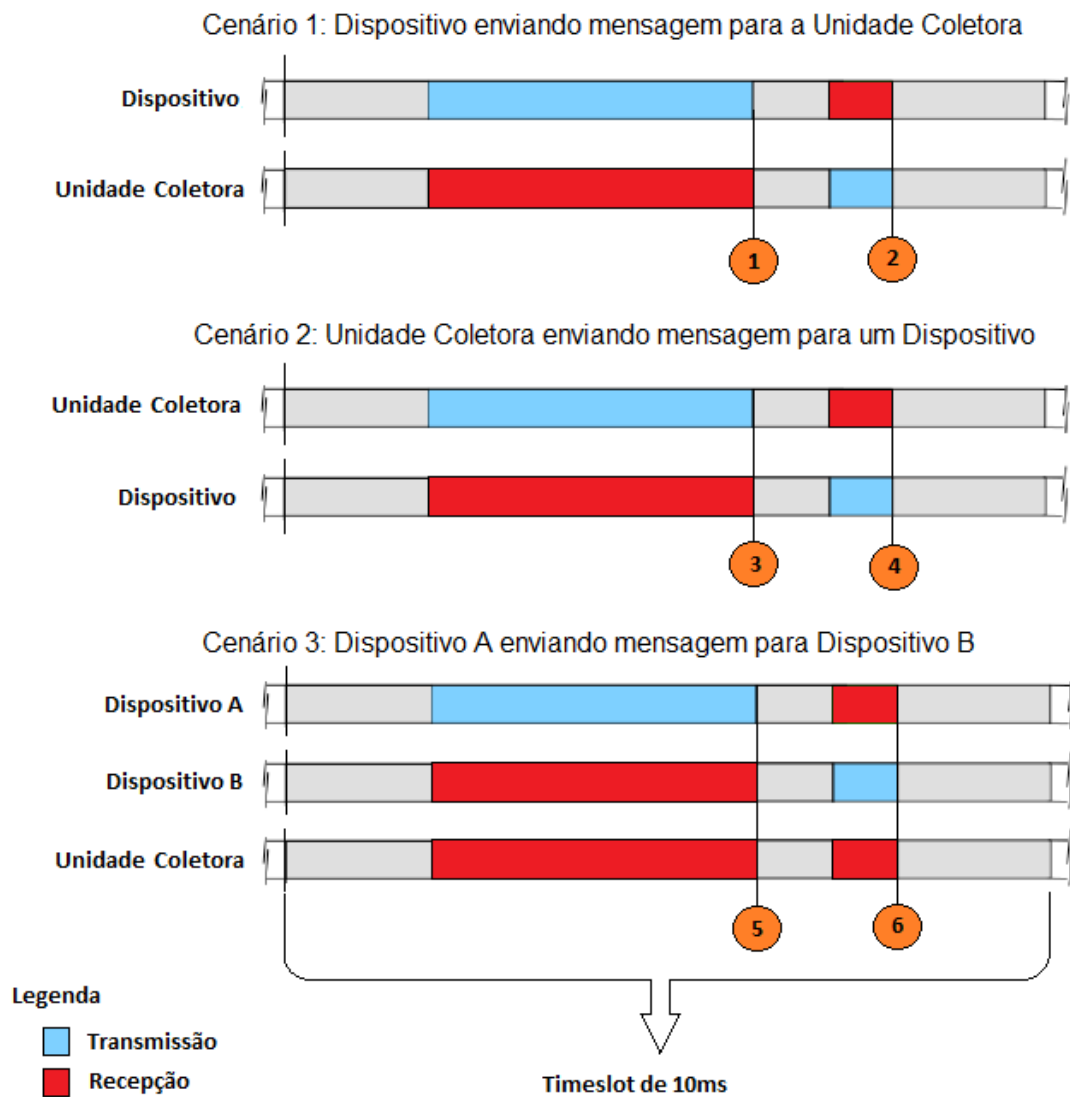 Cenário 1: Dispositivo enviando mensagem para a Unidade Coletora
Dispositivo
Unidade Coletora
1
2
Cenário 2: Unidade Coletora enviando mensagem para um Dispositivo
Unidade Coletora
Dispositivo
3
4
Cenário 3: Dispositivo A enviando mensagem para Dispositivo B
Dispositivo A
Dispositivo B
Unidade Coletora
5
6
Legenda
Transmissão
Recepção
Timeslot de 10ms